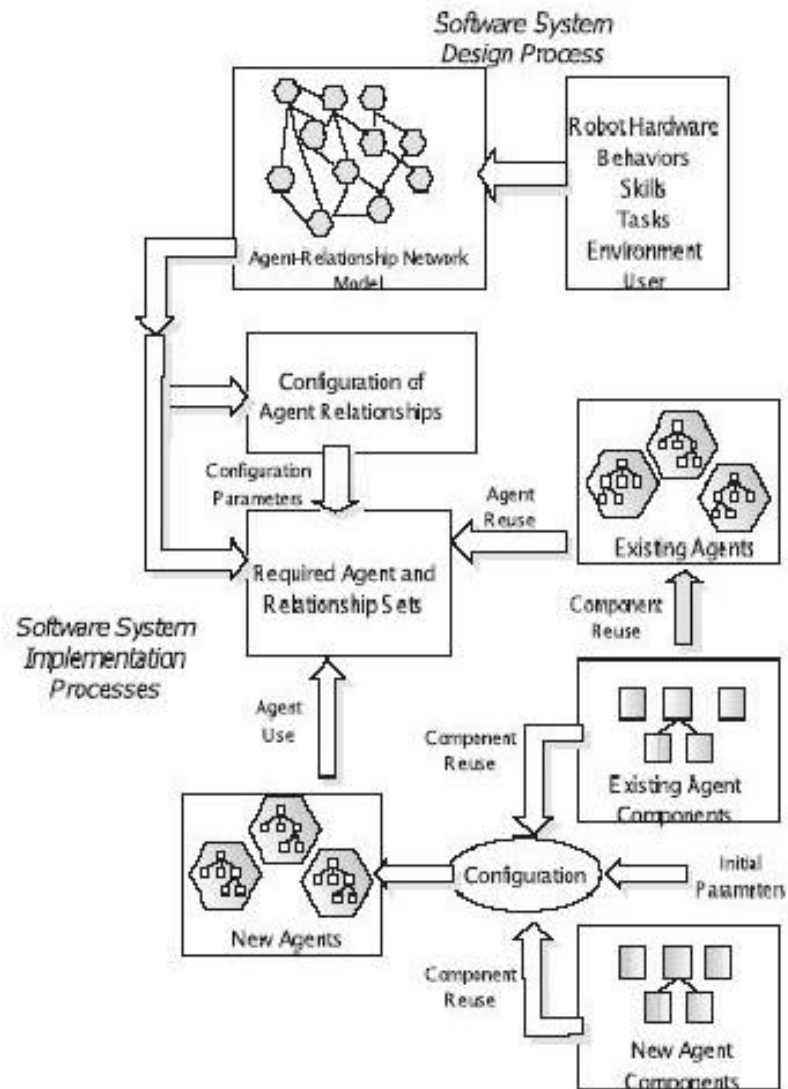 Software System
Design Process
Robot Hardware
Behaviors
Skills
Tasks
Environment
User
Agent-Relationship Network
Model
Configuration of
Agent Relationships
Configuration
Parameters
Agent
Reuse
Existing Agents
Required Agent and
Relationship Sets
Component
Reuse
Software System
Implementation
Processes
Agent
Use
Component
Reuse
Existing Agent
Components
Configuration
Initial
Parameters
New Agents
Component
Reuse
New Agent
Components